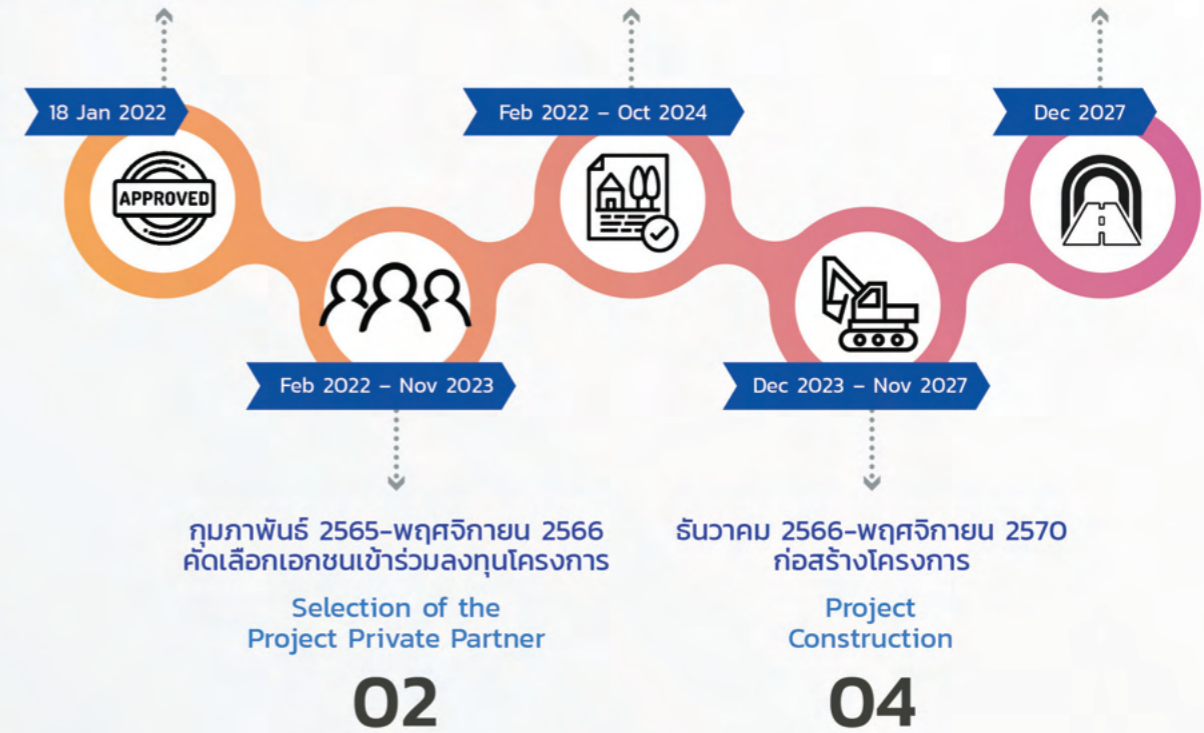 18 Jan 2022
Feb 2022 – Oct 2024
Dec 2027
APPROVED
Feb 2022 – Nov 2023
Dec 2023 – Nov 2027
กุมภาพันธ์ 2565-พฤศจิกายน 2566
คัดเลือกเอกชนเข้าร่วมลงทุนโครงการ
Selection of the
Project Private Partner
02
ธันวาคม 2566-พฤศจิกายน 2570
ก่อสร้างโครงการ
Project
Construction
04